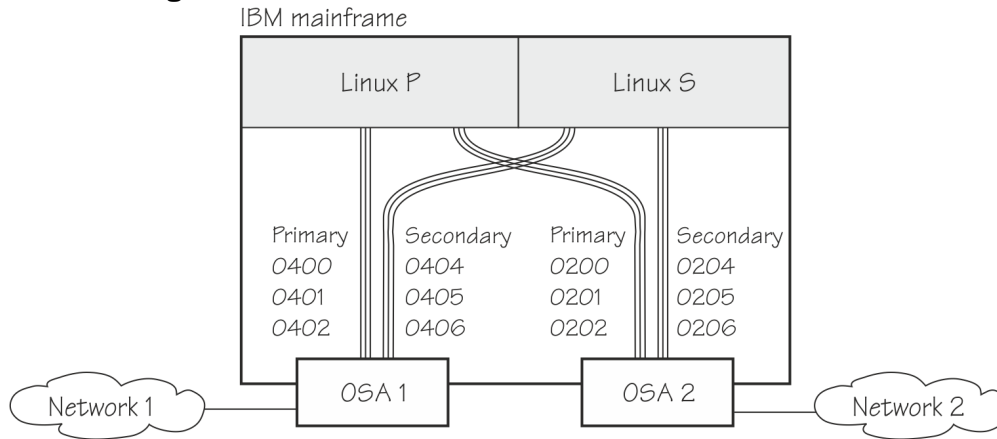 IBM mainframe
Linux P
Linux S
Primary
0400
0401
0402
Secondary
0404
0405
0406
Primary
0200
0201
0202
Secondary
0204
0205
0206
OSA 1
OSA 2
Network 1
Network 2